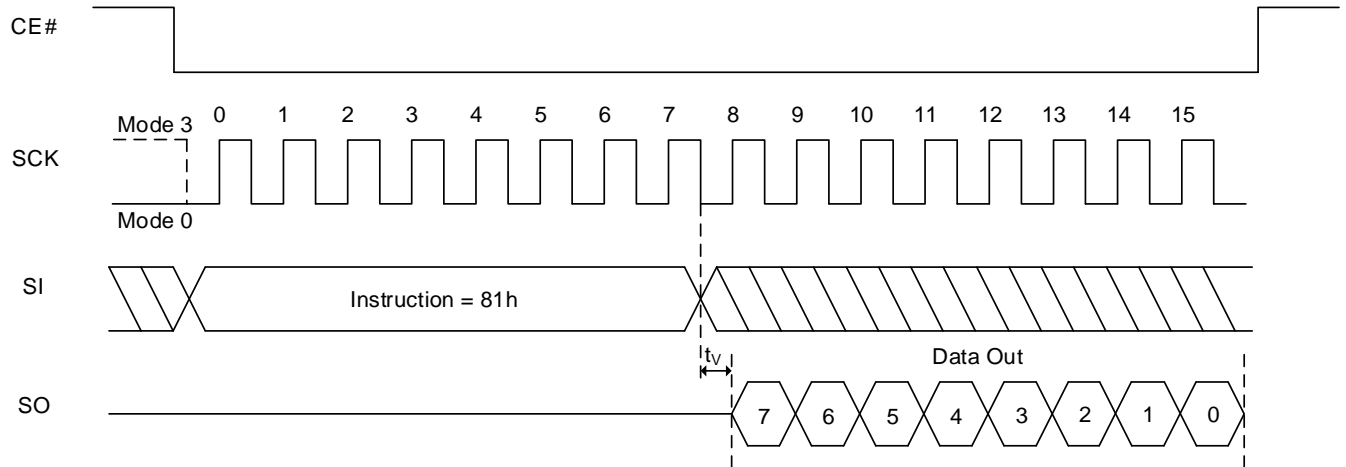 CE#
Mode 3
0 1 2 3 4 5 6 7 8 9 10 11 12 13 14 15
SCK
Mode 0
SI
Instruction = 81h
tV
Data Out
SO
7 6 5 4 3 2 1 0